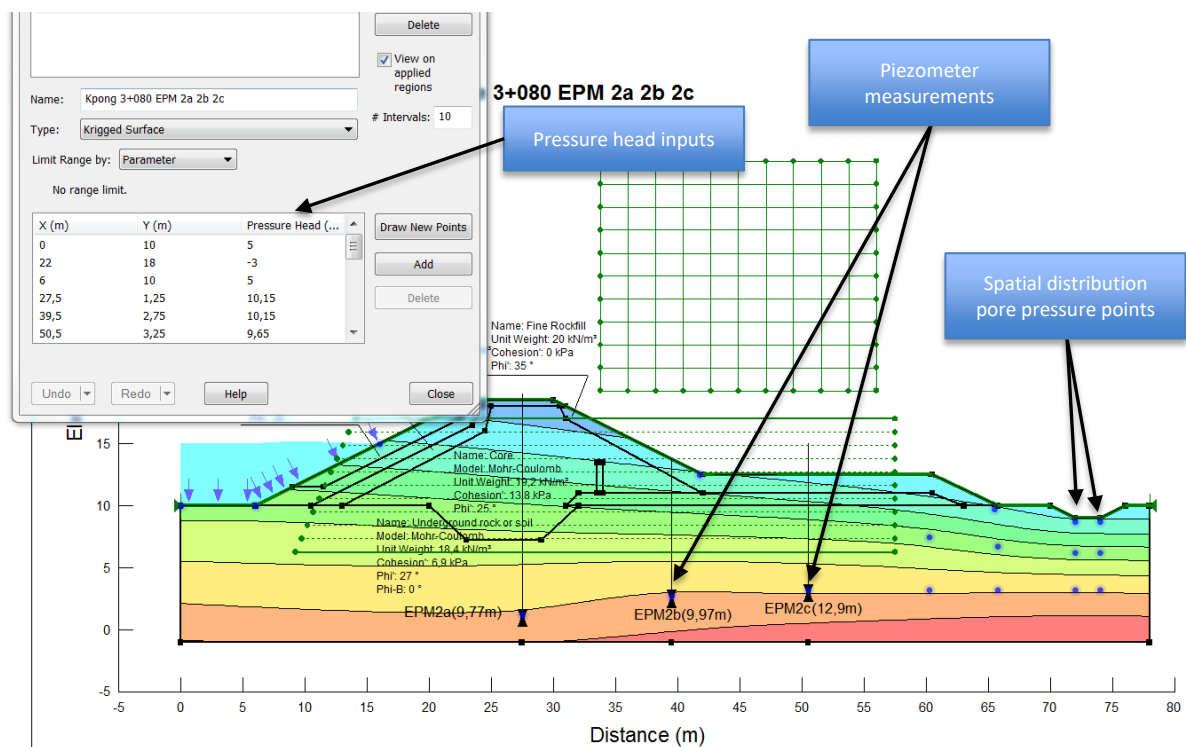 Delete
View on
applied
regions
Name: Kpong 3+080 EPM 2a 2b 2c
# Intervals: 10
Type: Krigged Surface
Limit Range by: Parameter
No range limit.
X (m) Y (m) Pressure Head (...
0 10 5
22 18 -3
6 10 5
27,5 1,25 10,15
39,5 2,75 10,15
50,5 3,25 9,65
Draw New Points
Add
Delete
Undo Redo Help Close
3+080 EPM 2a 2b 2c
Pressure head inputs
Piezometer
measurements
Spatial distribution
pore pressure points
Name: Fine Rockfill
Unit Weight: 20 kN/m³
Cohesion': 0 kPa
Phi': 35 °
Name: Core
Model: Mohr-Coulomb
Unit Weight: 19,2 kN/m³
Cohesion': 13,8 kPa
Phi': 25 °
Name: Underground rock or soil
Model: Mohr-Coulomb
Unit Weight: 18,4 kN/m³
Cohesion': 6,9 kPa
Phi': 27 °
Phi-B: 0 °
EPM2a(9,77m)
EPM2b(9,97m)
EPM2c(12,9m)
15
10
5
0
-5
-5 0 5 10 15 20 25 30 35 40 45 50 55 60 65 70 75 80
Distance (m)